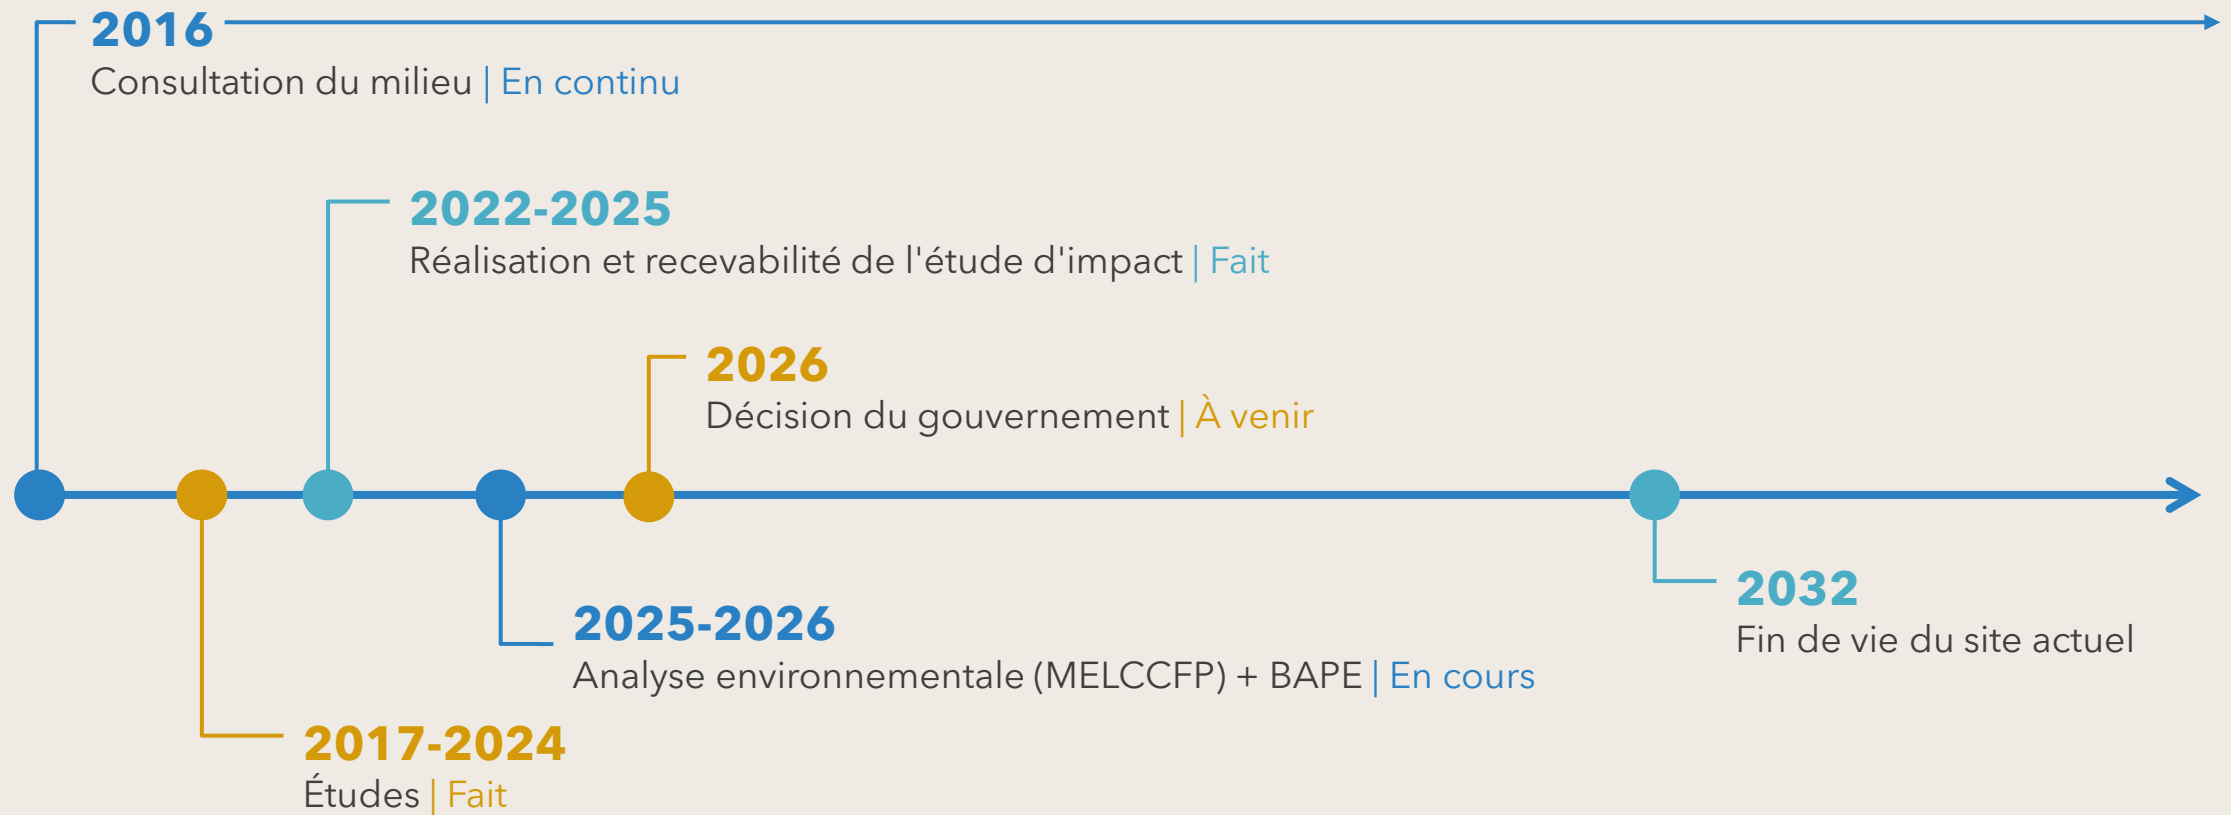 2016
Consultation du milieu | En continu
2022-2025
Réalisation et recevabilité de l'étude d'impact | Fait
2026
Décision du gouvernement | À venir
2032
Fin de vie du site actuel
2025-2026
Analyse environnementale (MELCCFP) + BAPE | En cours
2017-2024
Études | Fait